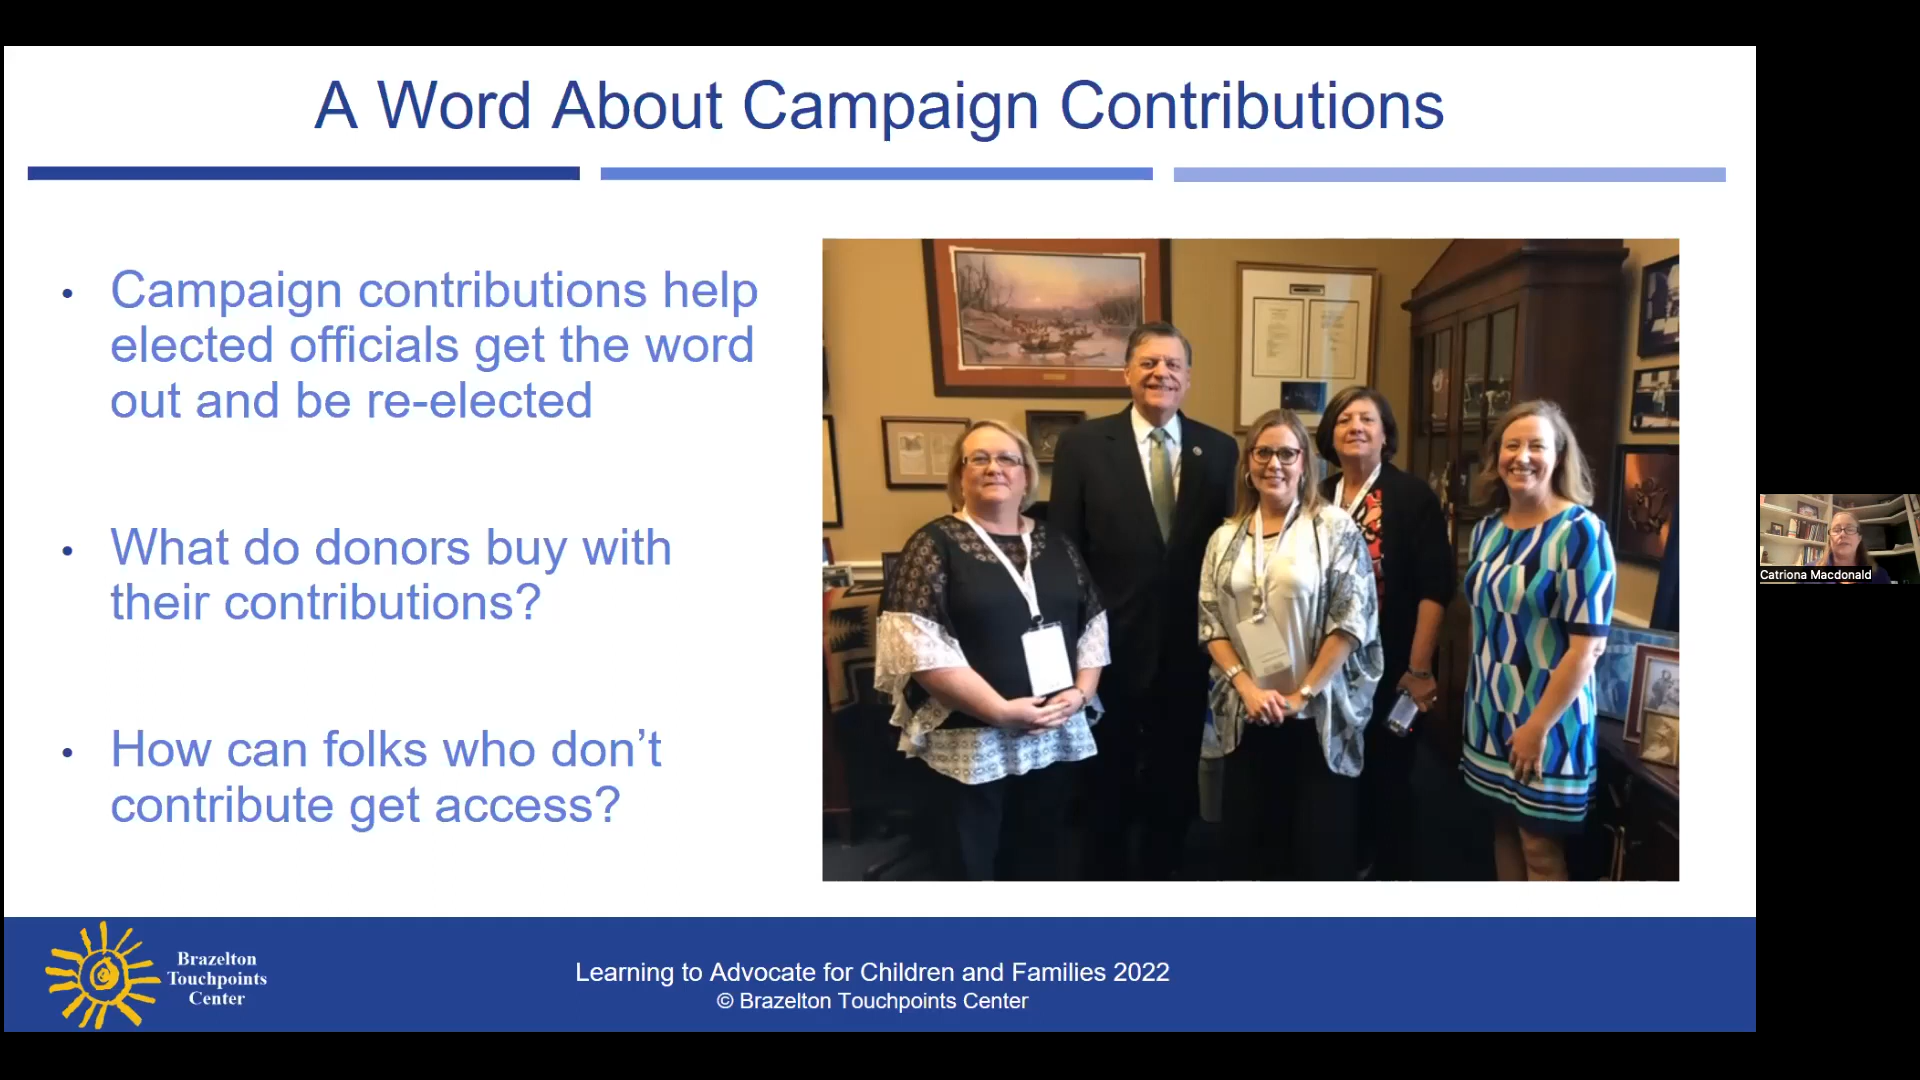 A Word About Campaign Contributions
• Campaign contributions help
elected officials get the word
out and be re-elected
• What do donors buy with
their contributions?
• How can folks who don’t
contribute get access?
Brazelton
Touchpoints
Center
Learning to Advocate for Children and Families 2022
© Brazelton Touchpoints Center
Catriona Macdonald